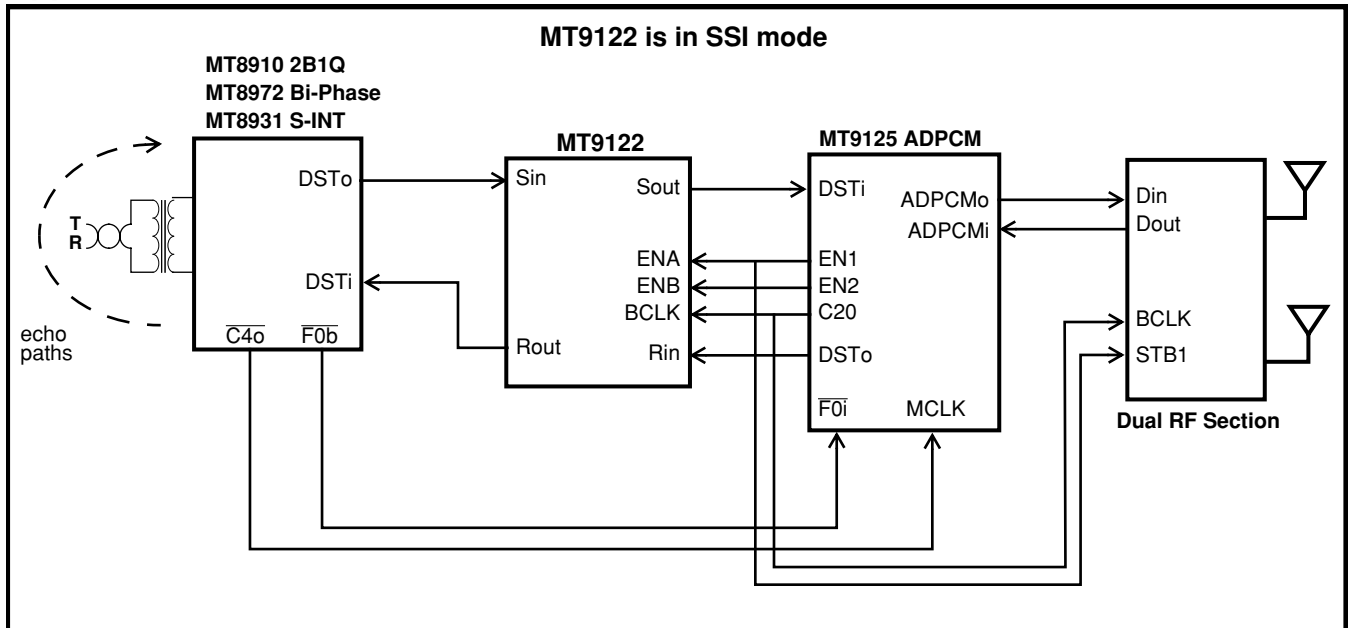 MT9122 is in SSI mode
MT8910 2B1Q
MT8972 Bi-Phase
MT8931 S-INT
MT9122
MT9125 ADPCM
DSTo
DSTi
C4o
F0b
T
R
echo
paths
Sin
Sout
ENA
ENB
BCLK
Rout
Rin
DSTi
ADPCMo
ADPCMi
EN1
EN2
C20
DSTo
F0i
MCLK
Din
Dout
BCLK
STB1
Dual RF Section